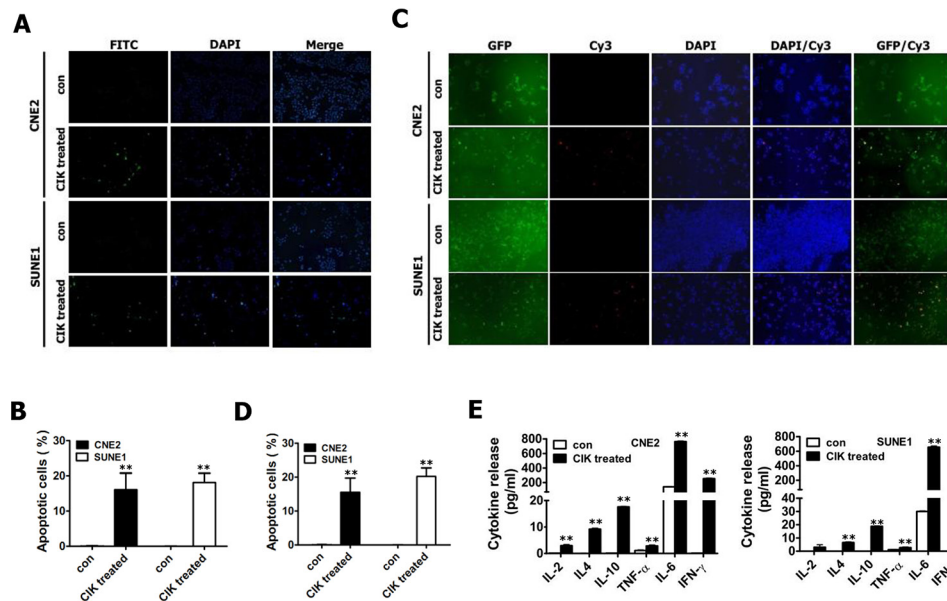 A
FITC DAPI Merge
CNE2
con
CIK treated
SUNE1
con
CIK treated
C
GFP Cy3 DAPI DAPI/Cy3 GFP/Cy3
CNE2
con
CIK treated
SUNE1
con
CIK treated
B
Apoptotic cells (%)
30
20
10
0
CNE2
SUNE1
**
**
con
CIK treated
con
CIK treated
D
Apoptotic cells (%)
30
20
10
0
CNE2
SUNE1
**
**
con
CIK treated
con
CIK treated
E
Cytokine release
(pg/ml)
800
600
400
200
10
5
0
con
CIK treated
CNE2
**
**
**
**
**
**
IL-2
IL4
IL-10
TNF-α
IL-6
IFN-γ
Cytokine release
(pg/ml)
800
600
400
200
30
20
10
0
con
CIK treated
SUNE1
**
**
**
**
IL-2
IL4
IL-10
TNF-α
IL-6
IFN